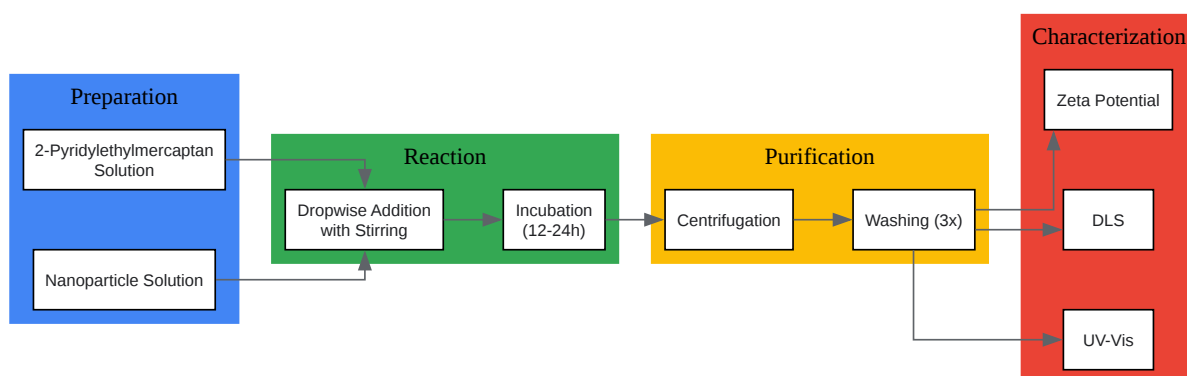 Preparation
2-Pyridylethylmercaptan
Solution
Nanoparticle Solution
Reaction
Dropwise Addition
with Stirring
Incubation
(12-24h)
Purification
Centrifugation
Washing (3x)
Characterization
Zeta Potential
DLS
UV-Vis